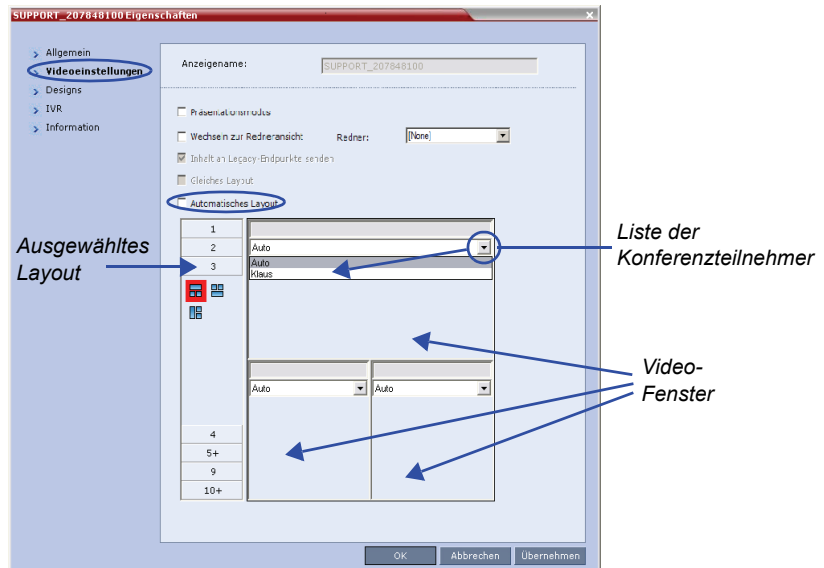 SUPPORT_207848100 Eigenschaften
Allgemein
Videoeinstellungen
Designs
IVR
Information
Anzeigename:
SUPPORT_207848100
Präsentationsmodus
Wechseln zur Redneransicht
Redner:
[None]
Inhalt an Legacy-Endpunkte senden
Gleiches Layout
Automatisches Layout
1
2
3
Auto
Auto
Klaus
Auto
Auto
4
5+
9
10+
Ausgewähltes
Layout
Liste der
Konferenzteilnehmer
Video-
Fenster
OK
Abbrechen
Übernehmen